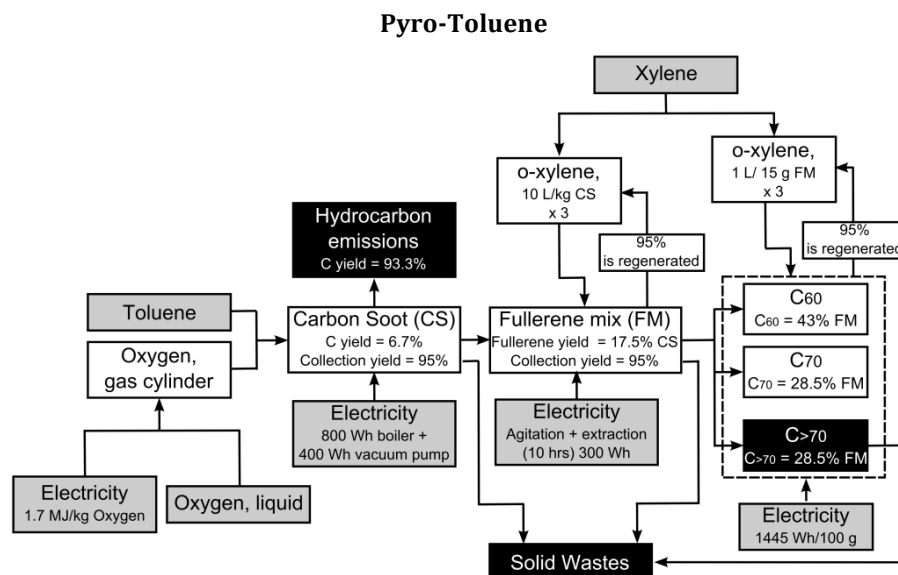 Pyro-Toluene
Xylene
o-xylene,
10 L/kg CS
x 3
o-xylene,
1 L/ 15 g FM
x 3
Hydrocarbon
emissions
C yield = 93.3%
95%
is regenerated
95%
is regenerated
Toluene
Oxygen,
gas cylinder
Carbon Soot (CS)
C yield = 6.7%
Collection yield = 95%
Fullerene mix (FM)
Fullerene yield = 17.5% CS
Collection yield = 95%
C60
C60 = 43% FM
C70
C70 = 28.5% FM
C>70
C>70 = 28.5% FM
Electricity
1.7 MJ/kg Oxygen
Oxygen, liquid
Electricity
800 Wh boiler +
400 Wh vacuum pump
Electricity
Agitation + extraction
(10 hrs) 300 Wh
Electricity
1445 Wh/100 g
Solid Wastes